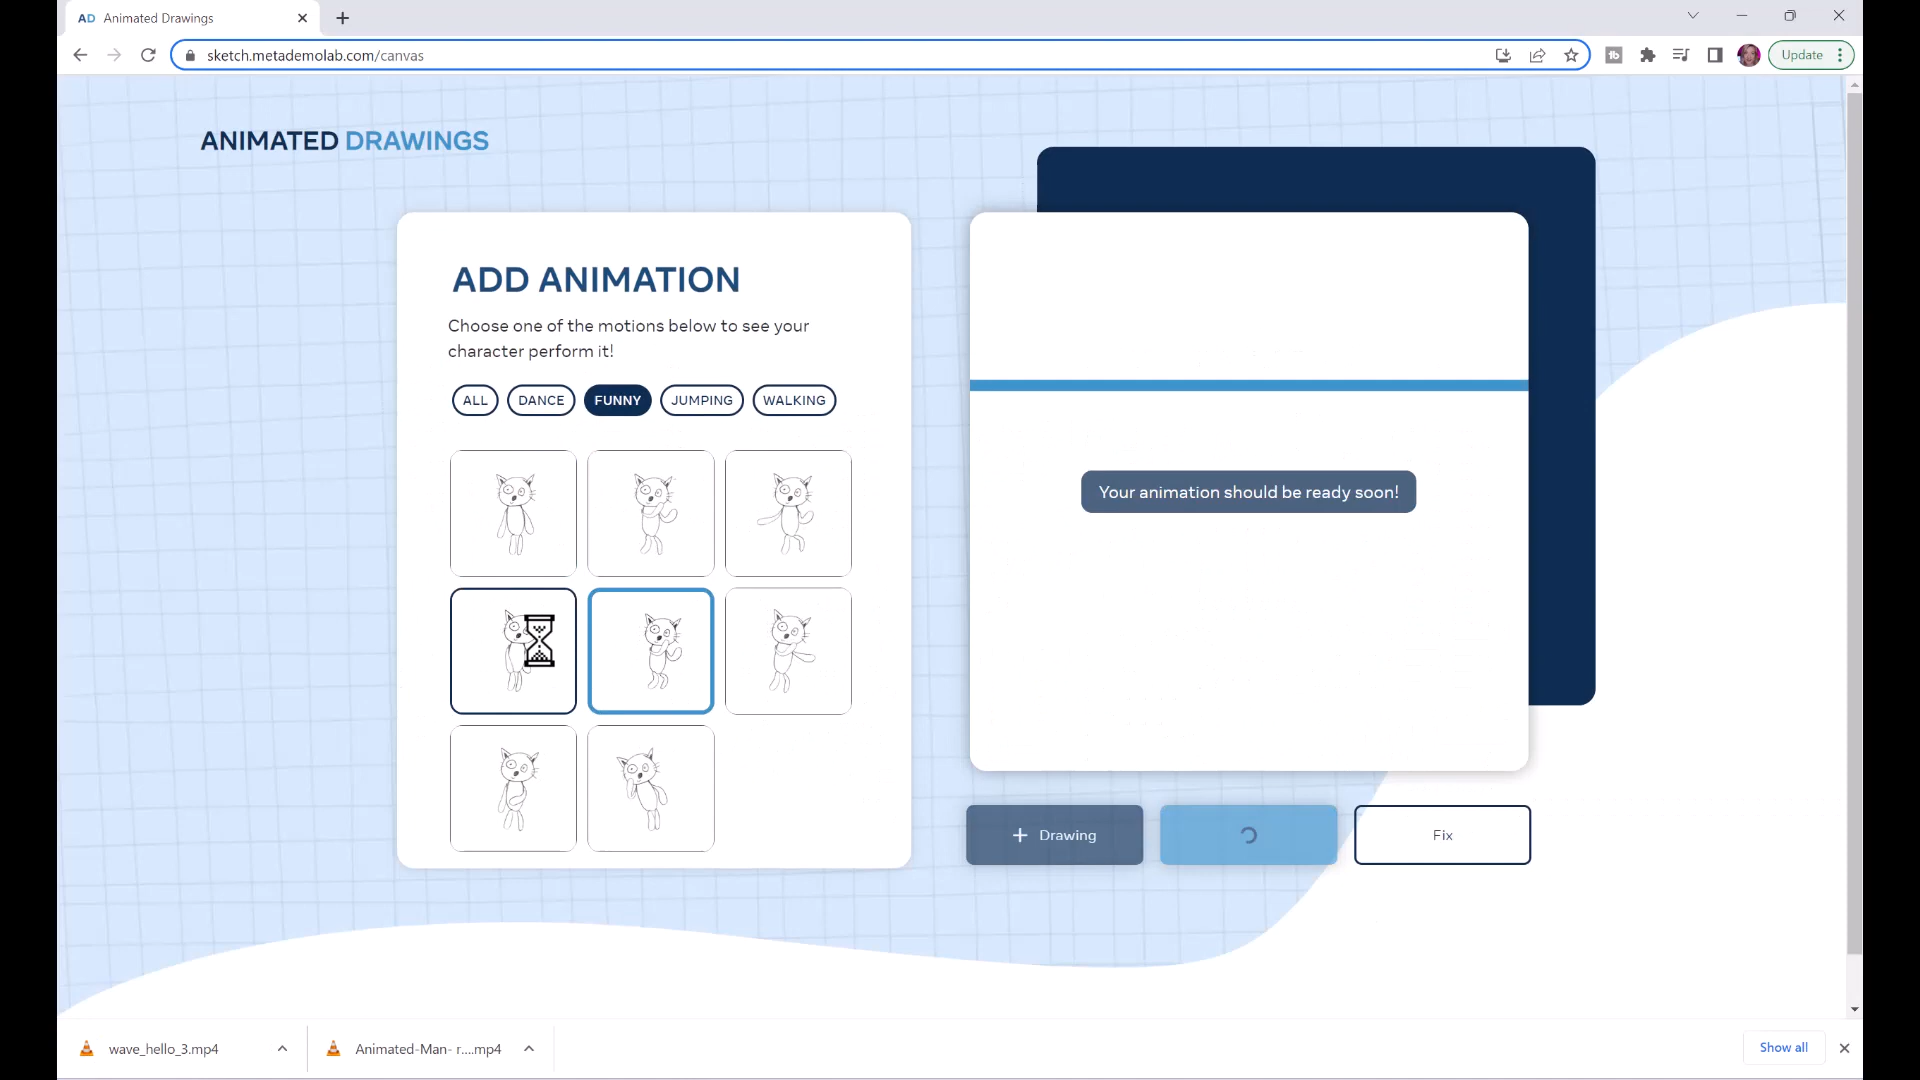 AD Animated Drawings
sketch.metademolab.com/canvas
Update
ANIMATED DRAWINGS
ADD ANIMATION
Choose one of the motions below to see your
character perform it!
ALL DANCE FUNNY JUMPING WALKING
Your animation should be ready soon!
+ Drawing
Fix
wave_hello_3.mp4
Animated-Man- r....mp4
Show all